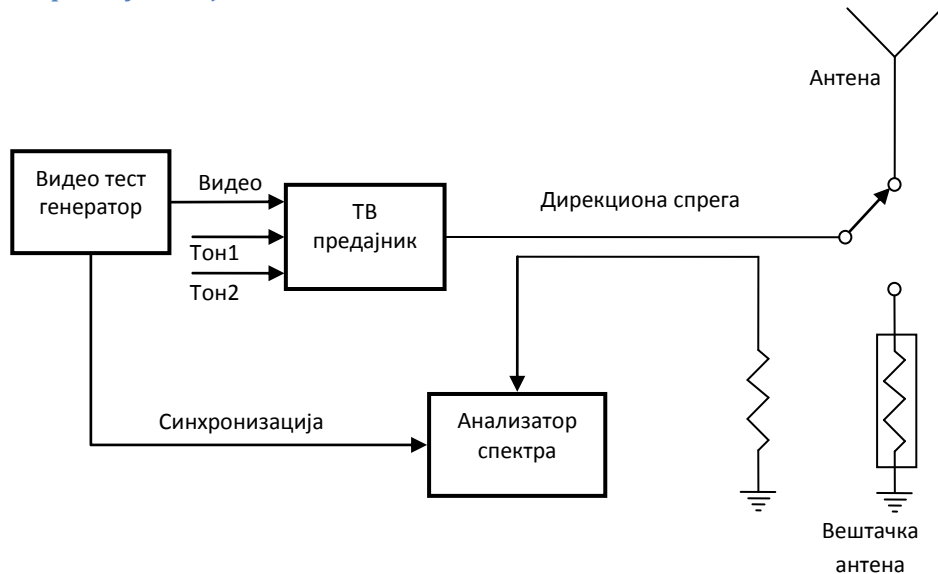 Антена
Видео тест
генератор
Видео
Тон1
Тон2
ТВ
предајник
Дирекциона спрега
Синхронизација
Анализатор
спектра
Вештачка
антена